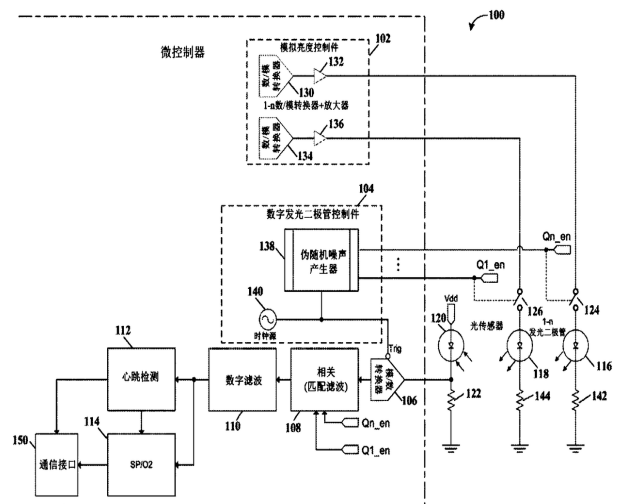 100
微控制器
模拟亮度控制件
102
数/模
转换器
132
130
1-n数/模转换器+放大器
数/模
转换器
136
134
104
数字发光二极管控制件
138
伪随机噪声
产生器
Qn_en
Q1_en
140
时钟源
Vdd
120
光传感器
126
1-n
发光二极管
124
112
心跳检测
数字滤波
110
相关
(匹配滤波)
108
Trig
模/数
转换器
106
118
116
122
144
142
Qn_en
Q1_en
150
通信接口
114
SP/O2